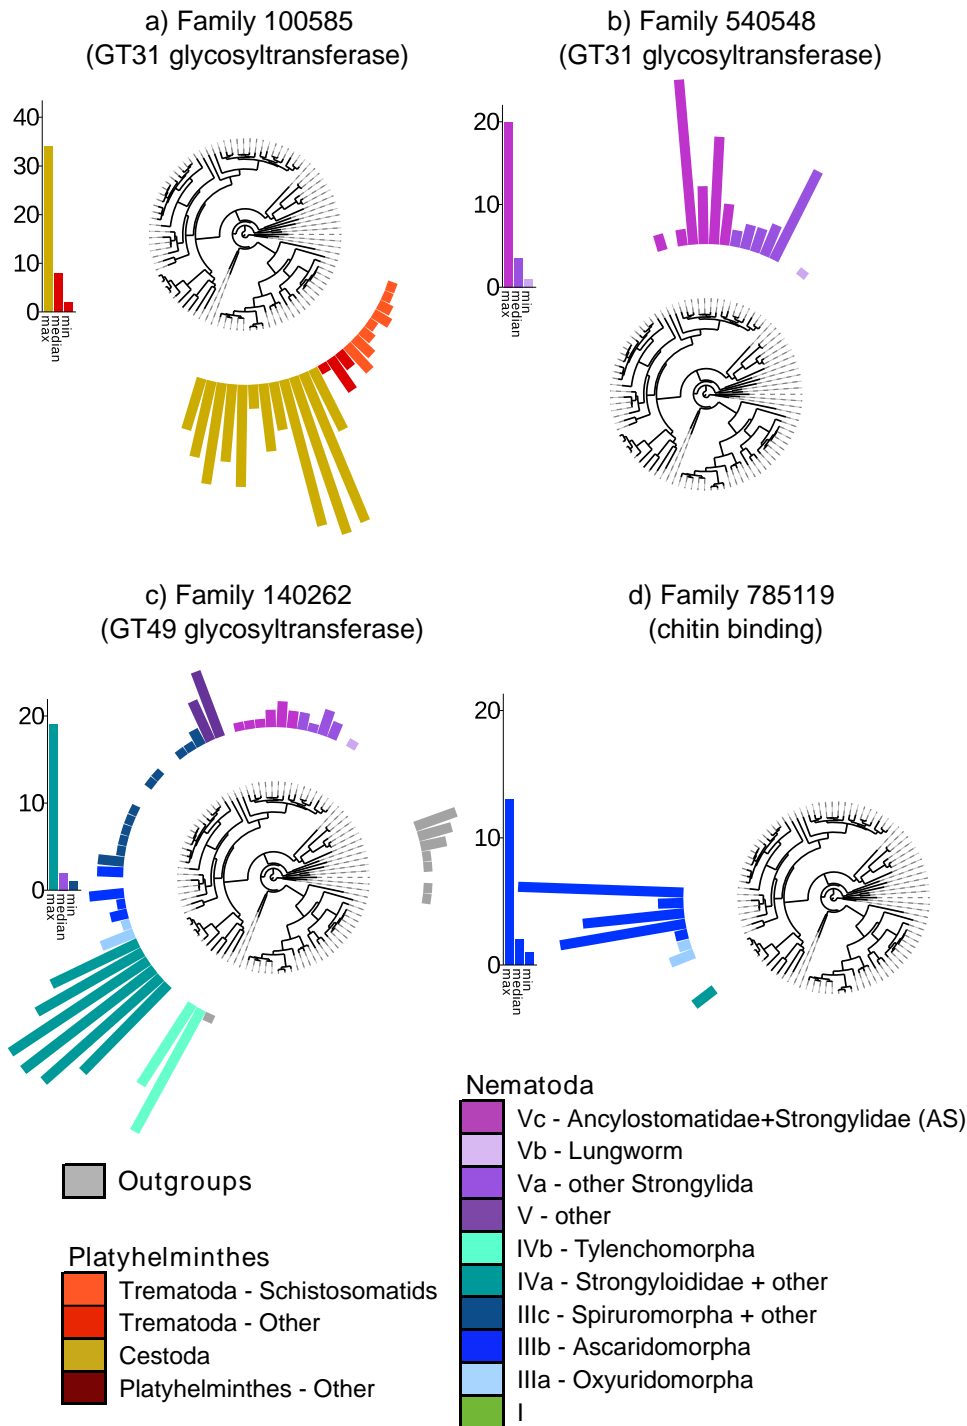 a) Family 100585
(GT31 glycosyltransferase)
b) Family 540548
(GT31 glycosyltransferase)
40
30
20
10
0
max
median
min
20
10
0
max
median
min
c) Family 140262
(GT49 glycosyltransferase)
d) Family 785119
(chitin binding)
20
10
0
max
median
min
20
10
0
max
median
min
Outgroups
Platyhelminthes
Trematoda - Schistosomatids
Trematoda - Other
Cestoda
Platyhelminthes - Other
Nematoda
Vc - Ancylostomatidae+Strongylidae (AS)
Vb - Lungworm
Va - other Strongylida
V - other
IVb - Tylenchomorpha
IVa - Strongyloididae + other
IIIc - Spiruromorpha + other
IIIb - Ascaridomorpha
IIIa - Oxyuridomorpha
I